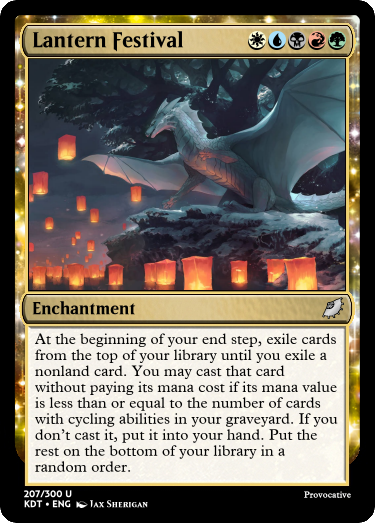 Lantern Festival
Enchantment
At the beginning of your end step, exile cards
from the top of your library until you exile a
nonland card. You may cast that card
without paying its mana cost if its mana value
is less than or equal to the number of cards
with cycling abilities in your graveyard. If you
don't cast it, put it into your hand. Put the
rest on the bottom of your library in a
random order.
207/300 U
Provocative
KDT • ENG Jax Sherigan